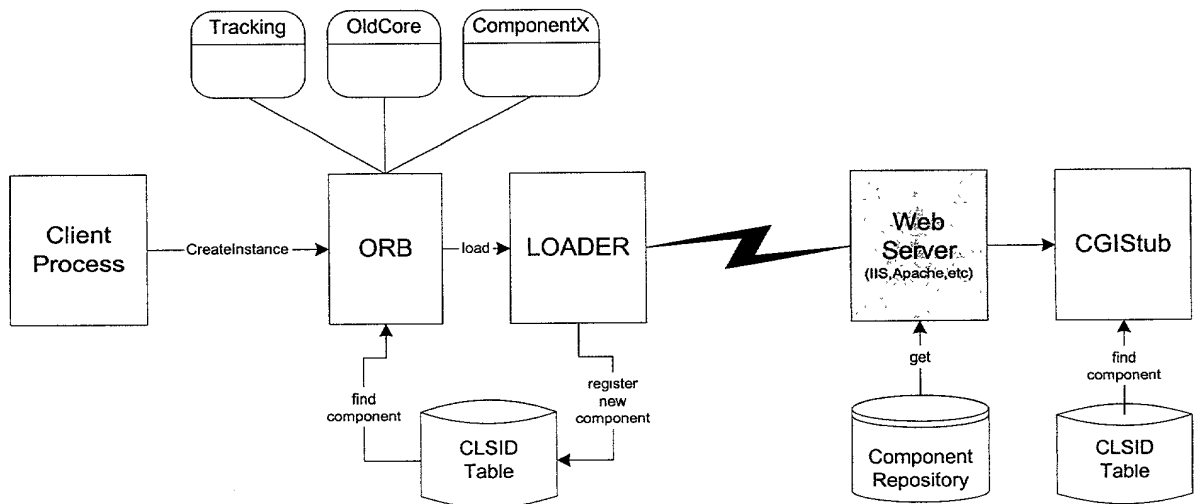 Tracking
OldCore
ComponentX
Client
Process
CreateInstance
ORB
load
LOADER
Web
Server
(IIS,Apache,etc)
CGIStub
find
component
register
new
component
CLSID
Table
get
Component
Repository
find
component
CLSID
Table